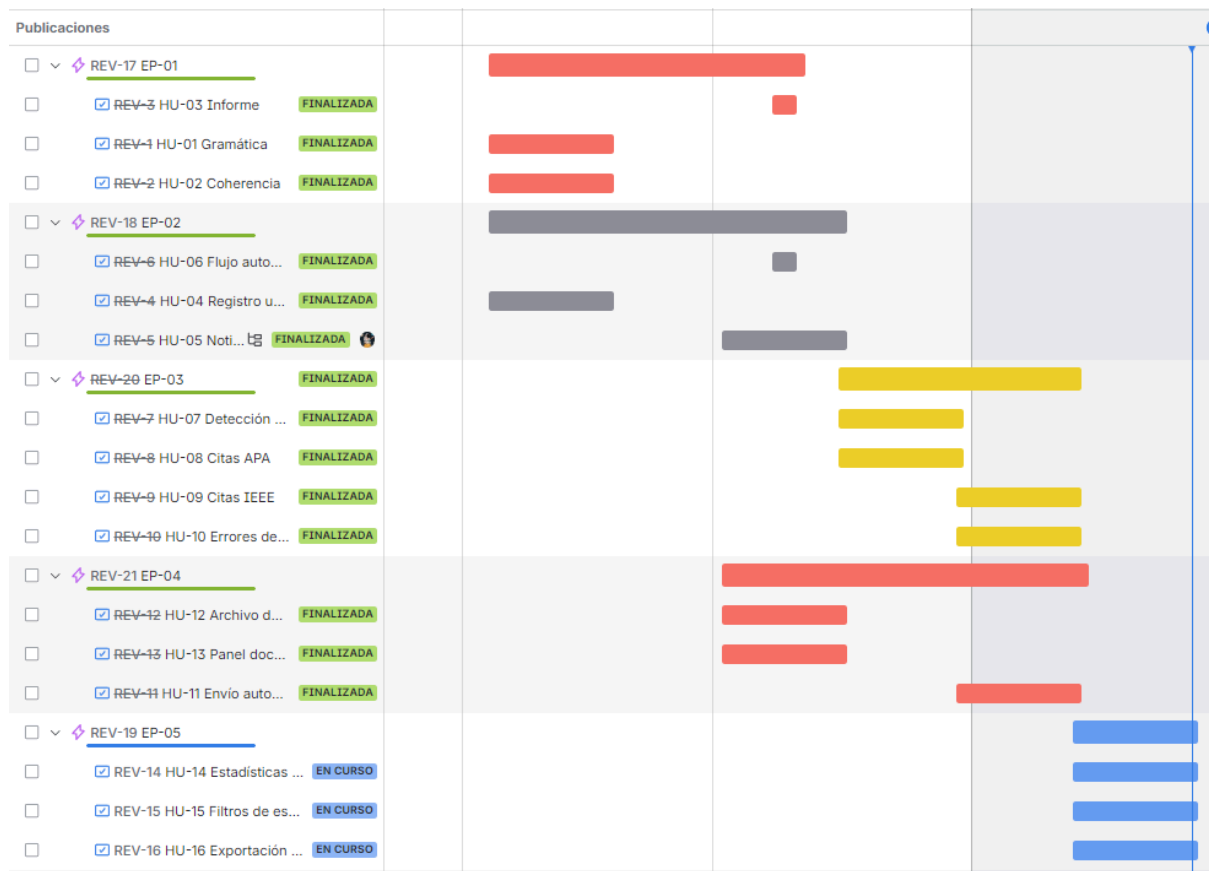 Publicaciones
REV-17 EP-01
REV-3 HU-03 Informe FINALIZADA
REV-1 HU-01 Gramática FINALIZADA
REV-2 HU-02 Coherencia FINALIZADA
REV-18 EP-02
REV-6 HU-06 Flujo auto... FINALIZADA
REV-4 HU-04 Registro u... FINALIZADA
REV-5 HU-05 Noti... FINALIZADA
REV-20 EP-03 FINALIZADA
REV-7 HU-07 Detección ... FINALIZADA
REV-8 HU-08 Citas APA FINALIZADA
REV-9 HU-09 Citas IEEE FINALIZADA
REV-10 HU-10 Errores de... FINALIZADA
REV-21 EP-04
REV-12 HU-12 Archivo d... FINALIZADA
REV-13 HU-13 Panel doc... FINALIZADA
REV-11 HU-11 Envío auto... FINALIZADA
REV-19 EP-05
REV-14 HU-14 Estadísticas ... EN CURSO
REV-15 HU-15 Filtros de es... EN CURSO
REV-16 HU-16 Exportación ... EN CURSO